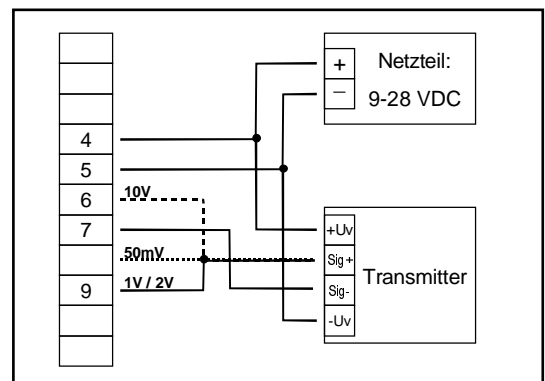 + Netzteil:
– 9-28 VDC
4
5
6 10V
7 +Uv
50mV Sig+
Transmitter
9 1V / 2V Sig-
-Uv